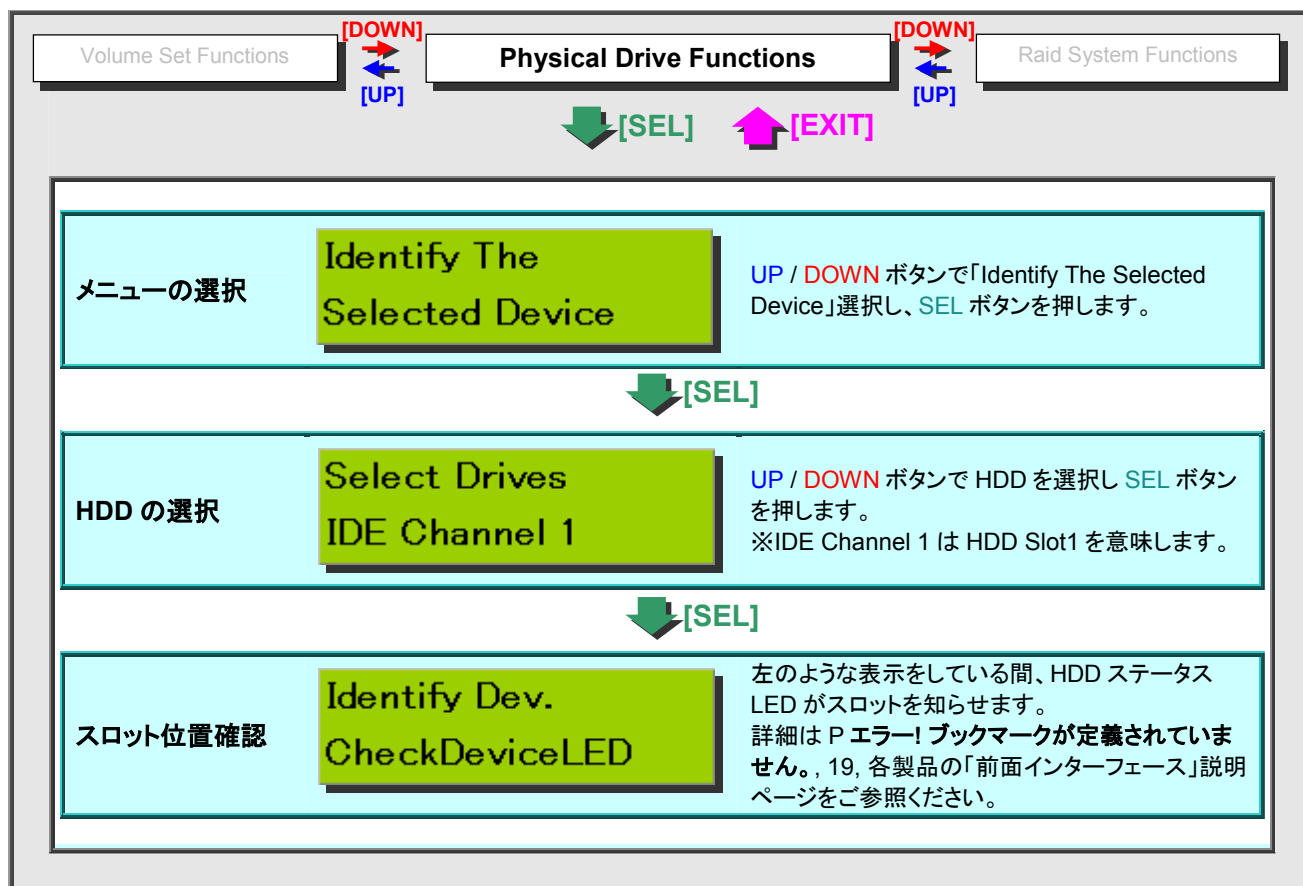 [DOWN] [DOWN]
Volume Set Functions Physical Drive Functions Raid System Functions
[UP] [UP]
[SEL] [EXIT]
メニューの選択
Identify The
Selected Device
UP / DOWN ボタンで「Identify The Selected
Device」選択し、SEL ボタンを押します。
[SEL]
HDD の選択
Select Drives
IDE Channel 1
UP / DOWN ボタンで HDD を選択し SEL ボタン
を押します。
※IDE Channel 1 は HDD Slot1 を意味します。
[SEL]
スロット位置確認
Identify Dev.
CheckDeviceLED
左のような表示をしている間、HDD ステータス
LED がスロットを知らせます。
詳細は P エラー! ブックマークが定義されていま
せん。, 19, 各製品の「前面インターフェース」説明
ページをご参照ください。